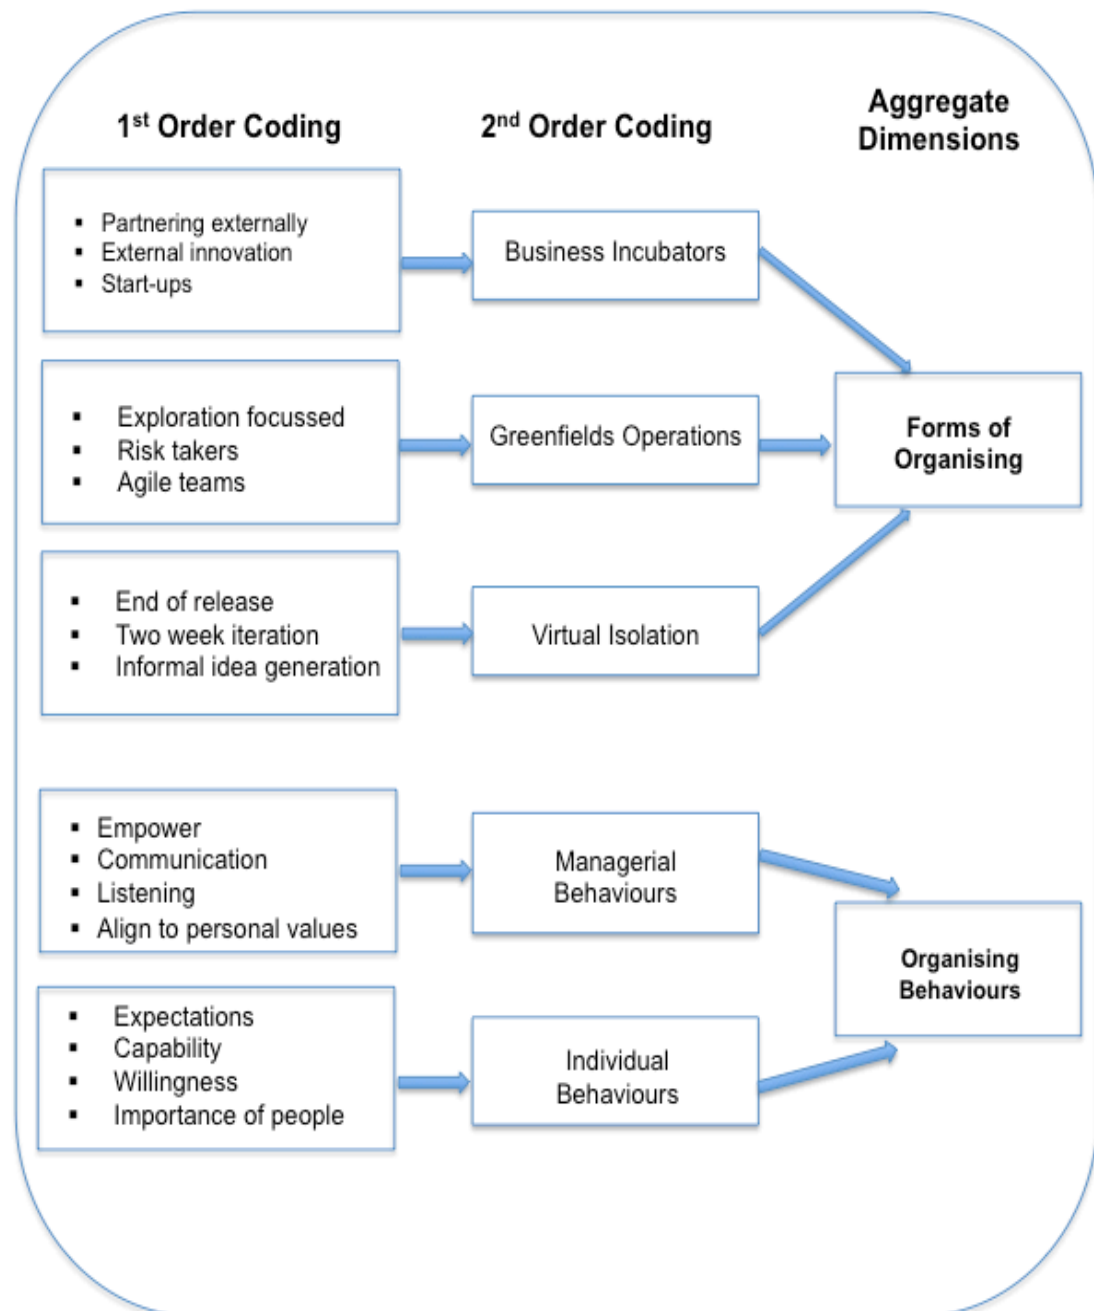 1st Order Coding
2nd Order Coding
Aggregate
Dimensions
▪ Partnering externally
▪ External innovation
▪ Start-ups
Business Incubators
▪ Exploration focussed
▪ Risk takers
▪ Agile teams
Greenfields Operations
Forms of
Organising
▪ End of release
▪ Two week iteration
▪ Informal idea generation
Virtual Isolation
▪ Empower
▪ Communication
▪ Listening
▪ Align to personal values
Managerial
Behaviours
Organising
Behaviours
▪ Expectations
▪ Capability
▪ Willingness
▪ Importance of people
Individual
Behaviours